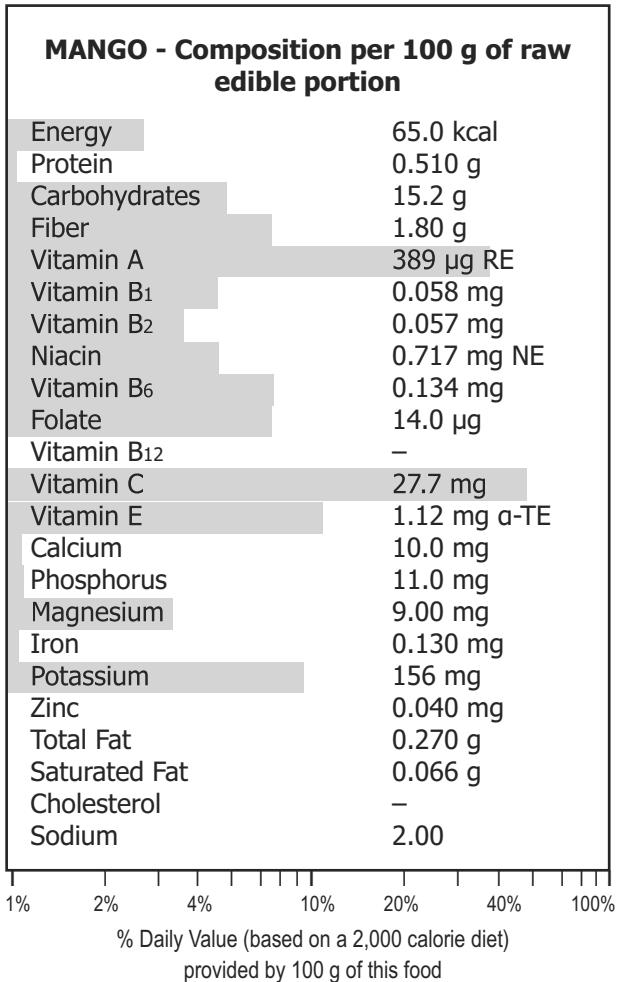 MANGO - Composition per 100 g of raw
edible portion
Energy 65.0 kcal
Protein 0.510 g
Carbohydrates 15.2 g
Fiber 1.80 g
Vitamin A 389 µg RE
Vitamin B1 0.058 mg
Vitamin B2 0.057 mg
Niacin 0.717 mg NE
Vitamin B6 0.134 mg
Folate 14.0 µg
Vitamin B12 –
Vitamin C 27.7 mg
Vitamin E 1.12 mg α-TE
Calcium 10.0 mg
Phosphorus 11.0 mg
Magnesium 9.00 mg
Iron 0.130 mg
Potassium 156 mg
Zinc 0.040 mg
Total Fat 0.270 g
Saturated Fat 0.066 g
Cholesterol –
Sodium 2.00
1% 2% 4% 10% 20% 40% 100%
% Daily Value (based on a 2,000 calorie diet)
provided by 100 g of this food